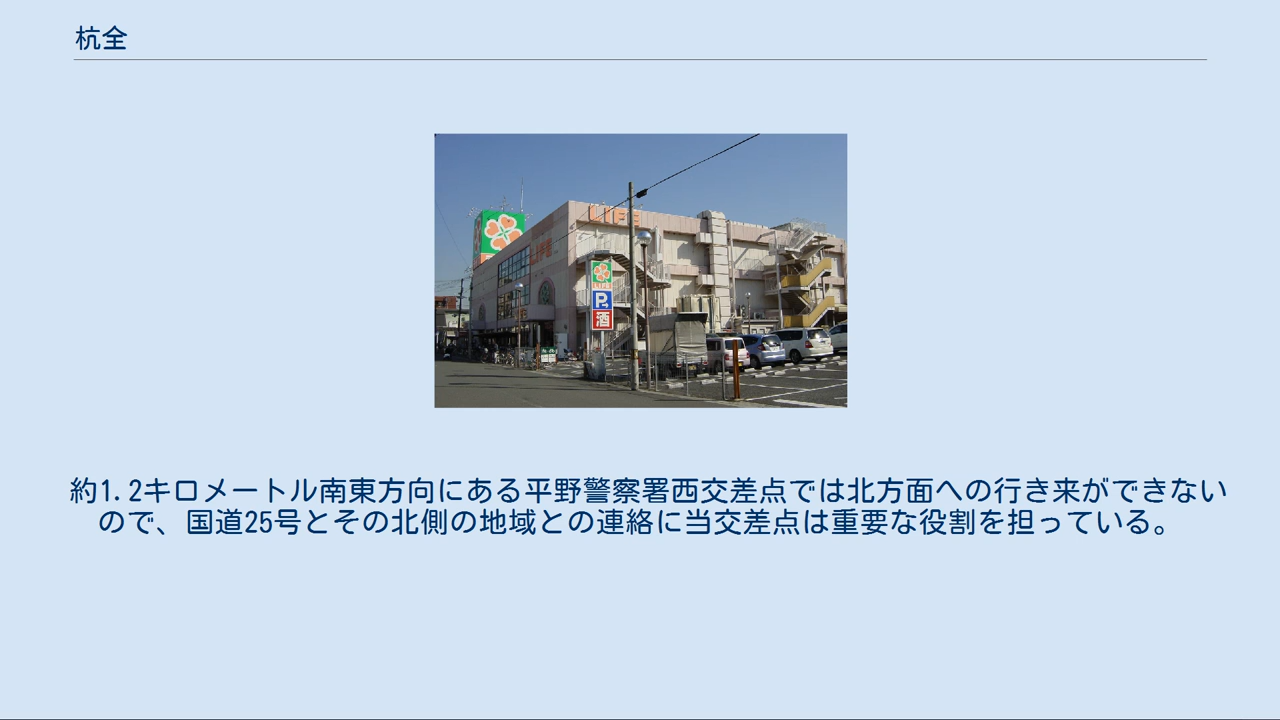 杭全
LIFE
LIFE
LIFE
P
酒
約1.2キロメートル南東方向にある平野警察署西交差点では北方面への行き来ができない
ので、国道25号とその北側の地域との連絡に当交差点は重要な役割を担っている。